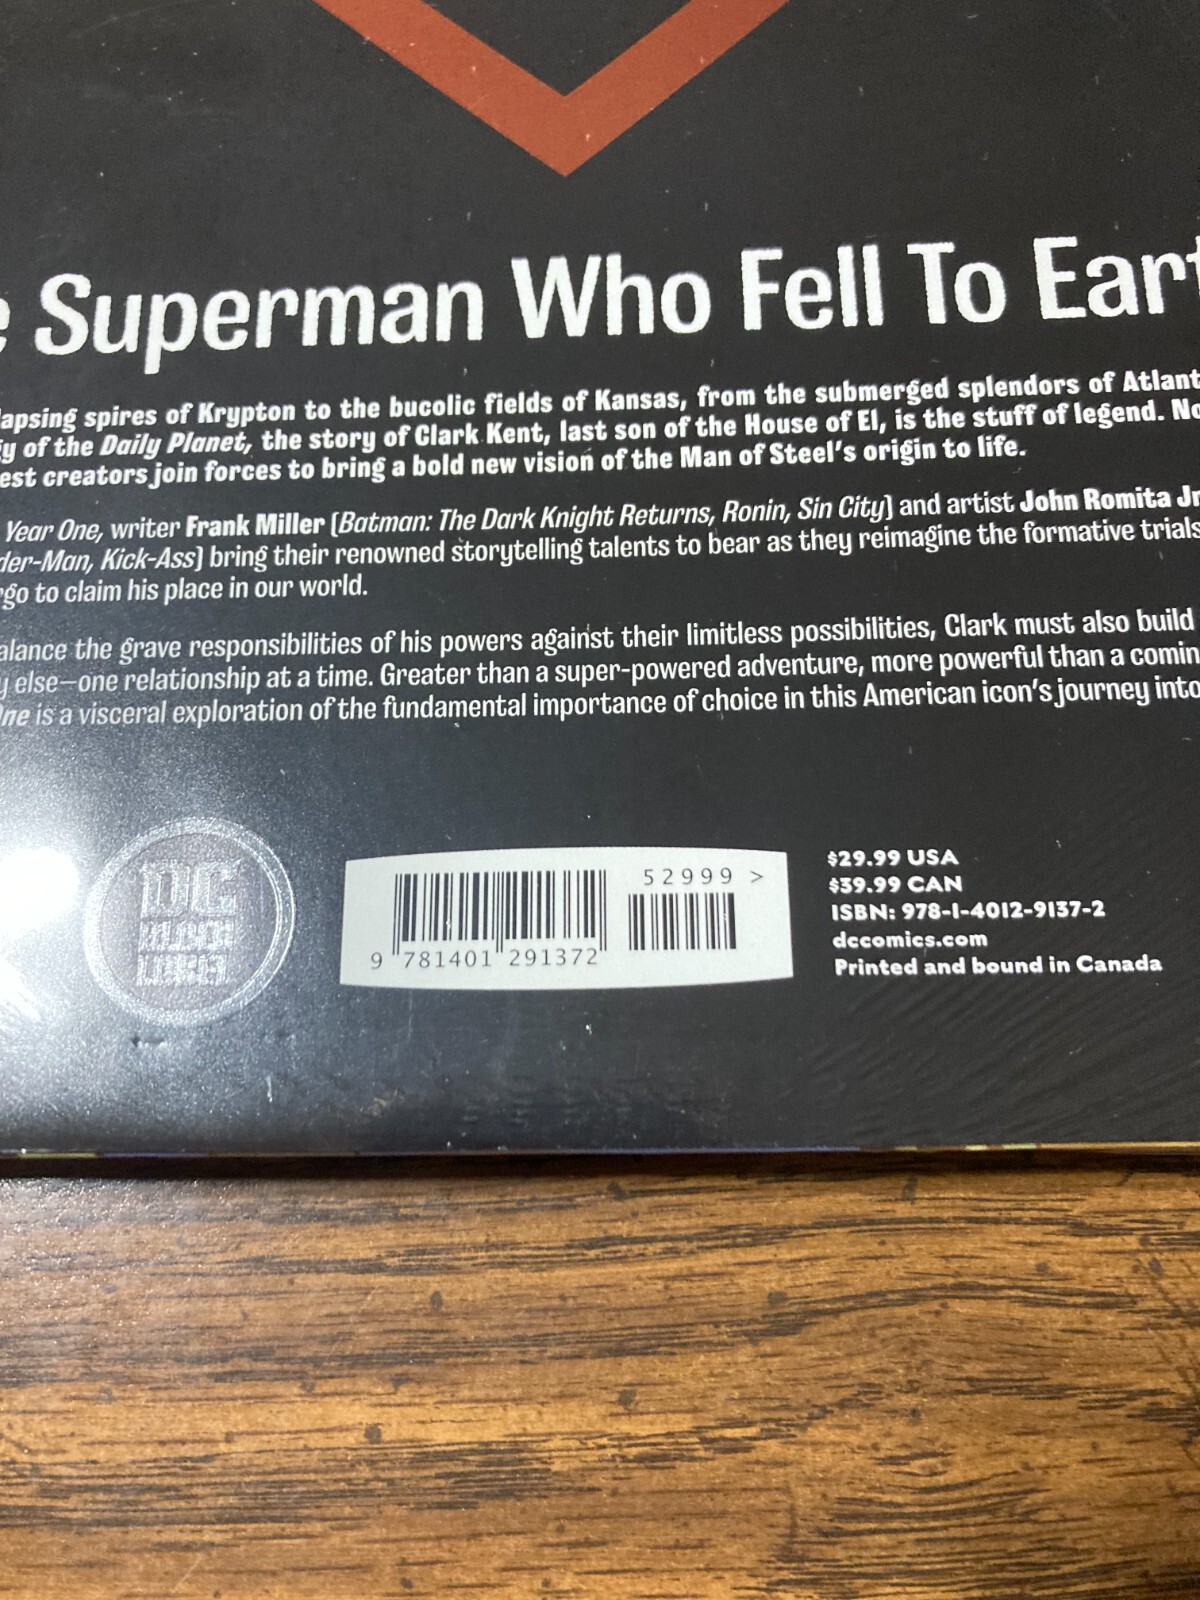 Superman Who Fell To Eart
lapsing spires of Krypton to the bucolic fields of Kansas, from the submerged splendors of Atlant
y of the Daily Planet, the story of Clark Kent, last son of the House of El, is the stuff of legend. No
est creators join forces to bring a bold new vision of the Man of Steel's origin to life.
Year One, writer Frank Miller (Batman: The Dark Knight Returns, Ronin, Sin City) and artist John Romita Jr
der-Man, Kick-Ass) bring their renowned storytelling talents to bear as they reimagine the formative trials
rgo to claim his place in our world.
alance the grave responsibilities of his powers against their limitless possibilities, Clark must also build
y else—one relationship at a time. Greater than a super-powered adventure, more powerful than a comin
One is a visceral exploration of the fundamental importance of choice in this American icon's journey into
DC
BLACK
LABEL
52999 >
9 781401 291372
$29.99 USA
$39.99 CAN
ISBN: 978-1-4012-9137-2
dccomics.com
Printed and bound in Canada